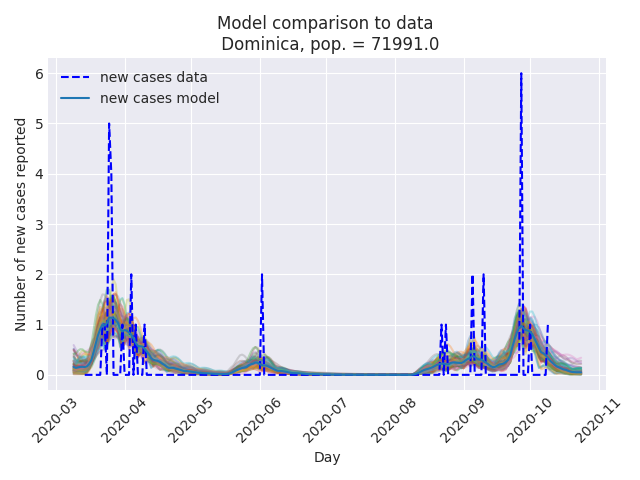 Model comparison to data
Dominica, pop. = 71991.0
new cases data
new cases model
Number of new cases reported
6
5
4
3
2
1
0
2020-03
2020-04
2020-05
2020-06
2020-07
2020-08
2020-09
2020-10
2020-11
Day